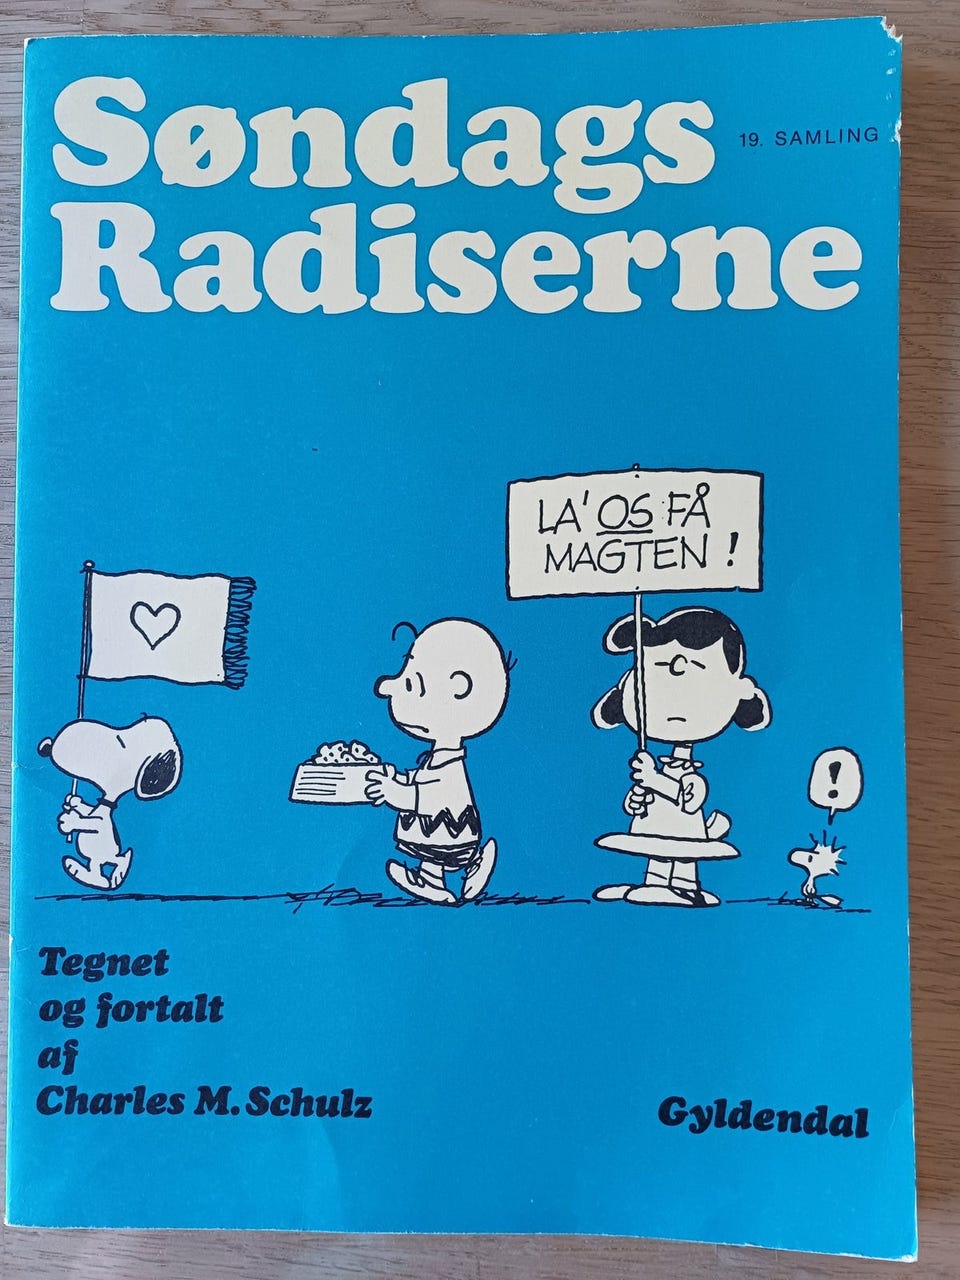 Søndags
19. SAMLING
Radiserne
LA' OS FÅ
MAGTEN !
!
Tegnet
og fortalt
af
Charles M. Schulz
Gyldendal